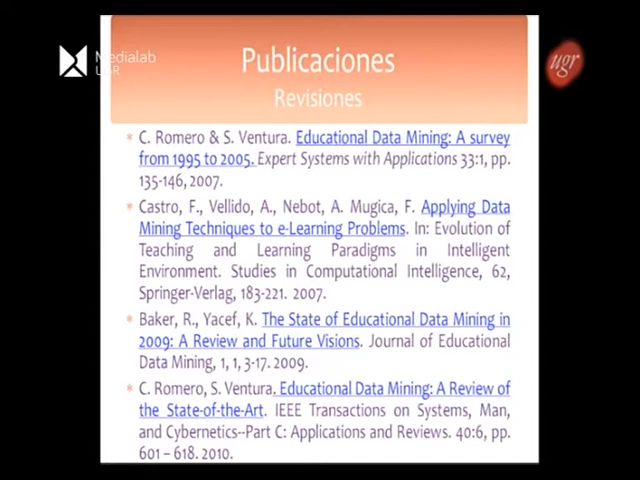 Medialab
UGR
Publicaciones
ugr
Revisiones
C. Romero & S. Ventura. Educational Data Mining: A survey
from 1995 to 2005. Expert Systems with Applications 33:1, pp.
135-146, 2007.
Castro, F., Vellido, A., Nebot, A. Mugica, F. Applying Data
Mining Techniques to e-Learning Problems. In: Evolution of
Teaching and Learning Paradigms in Intelligent
Environment. Studies in Computational Intelligence, 62,
Springer-Verlag, 183-221. 2007.
Baker, R., Yacef, K. The State of Educational Data Mining in
2009: A Review and Future Visions. Journal of Educational
Data Mining, 1, 1, 3-17. 2009.
C. Romero, S. Ventura. Educational Data Mining: A Review of
the State-of-the-Art. IEEE Transactions on Systems, Man,
and Cybernetics--Part C: Applications and Reviews. 40:6, pp.
601 – 618. 2010.